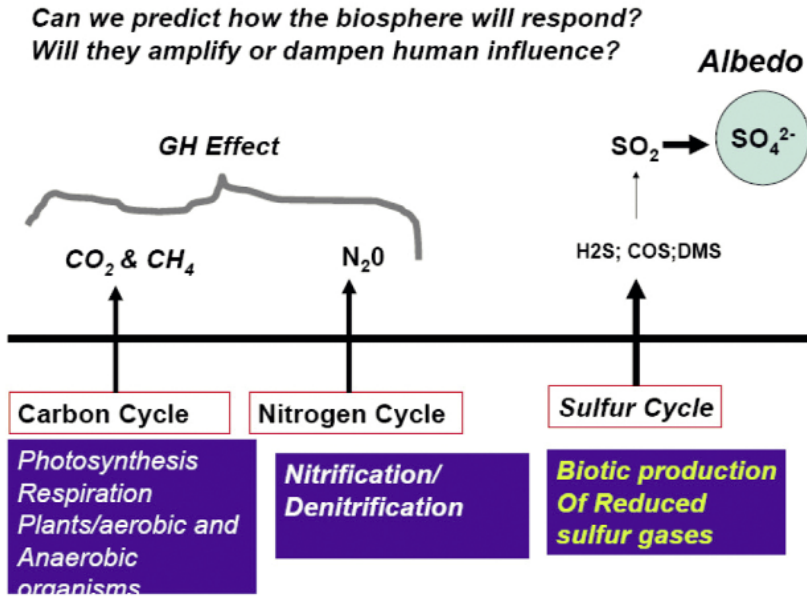 Can we predict how the biosphere will respond?
Will they amplify or dampen human influence?
Albedo
GH Effect
SO₂
SO₄²⁻
CO₂ & CH₄
N₂0
H2S; COS;DMS
Carbon Cycle
Nitrogen Cycle
Sulfur Cycle
Photosynthesis
Respiration
Plants/aerobic and
Anaerobic
organisms
Nitrification/
Denitrification
Biotic production
Of Reduced
sulfur gases